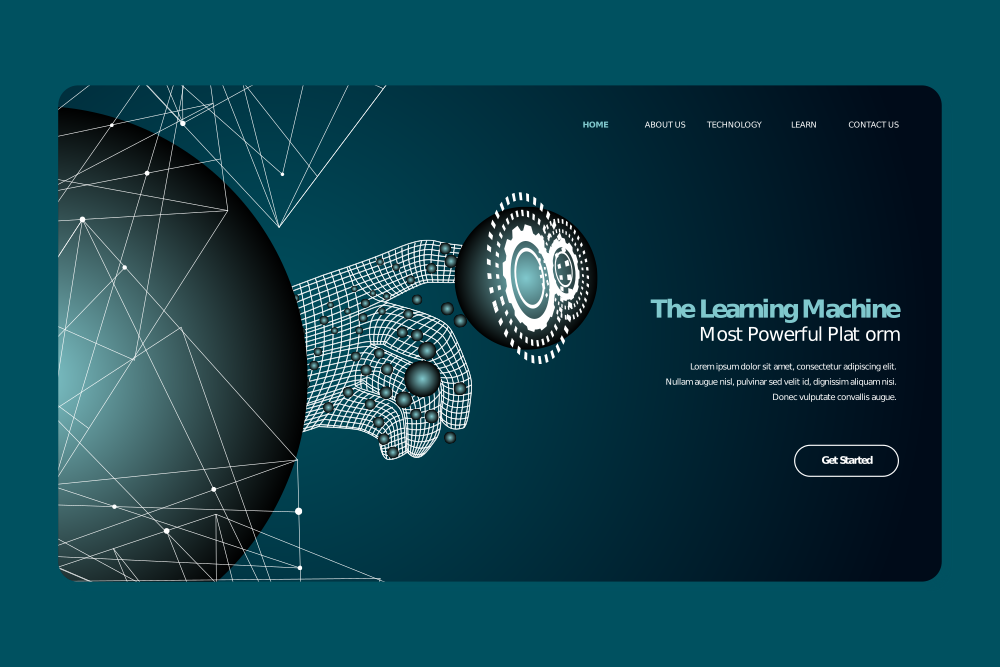 HOME ABOUT US TECHNOLOGY LEARN CONTACT US
The Learning Machine
Most Powerful Plat orm
Lorem ipsum dolor sit amet, consectetur adipiscing elit.
Nullam augue nisl, pulvinar sed velit id, dignissim aliquam nisi.
Donec vulputate convallis augue.
Get Started